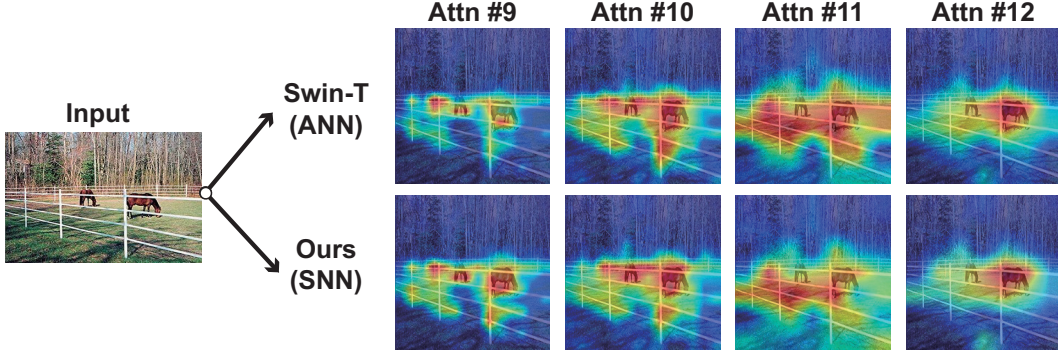 Attn #9 Attn #10 Attn #11 Attn #12
Input
Swin-T
(ANN)
Ours
(SNN)